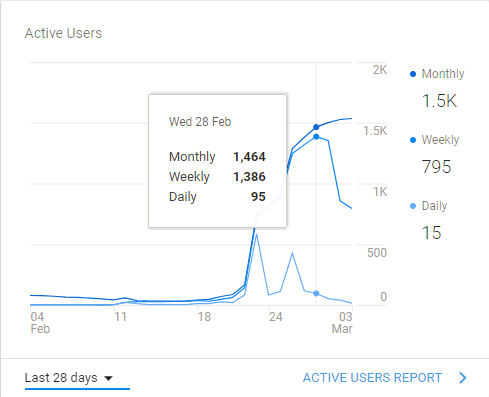 Active Users
2K
Monthly
1.5K
Wed 28 Feb
Monthly 1,464
Weekly 1,386
Daily 95
1.5K
Weekly
795
1K
Daily
15
500
0
04 11 18 24 03
Feb Mar
Last 28 days
ACTIVE USERS REPORT